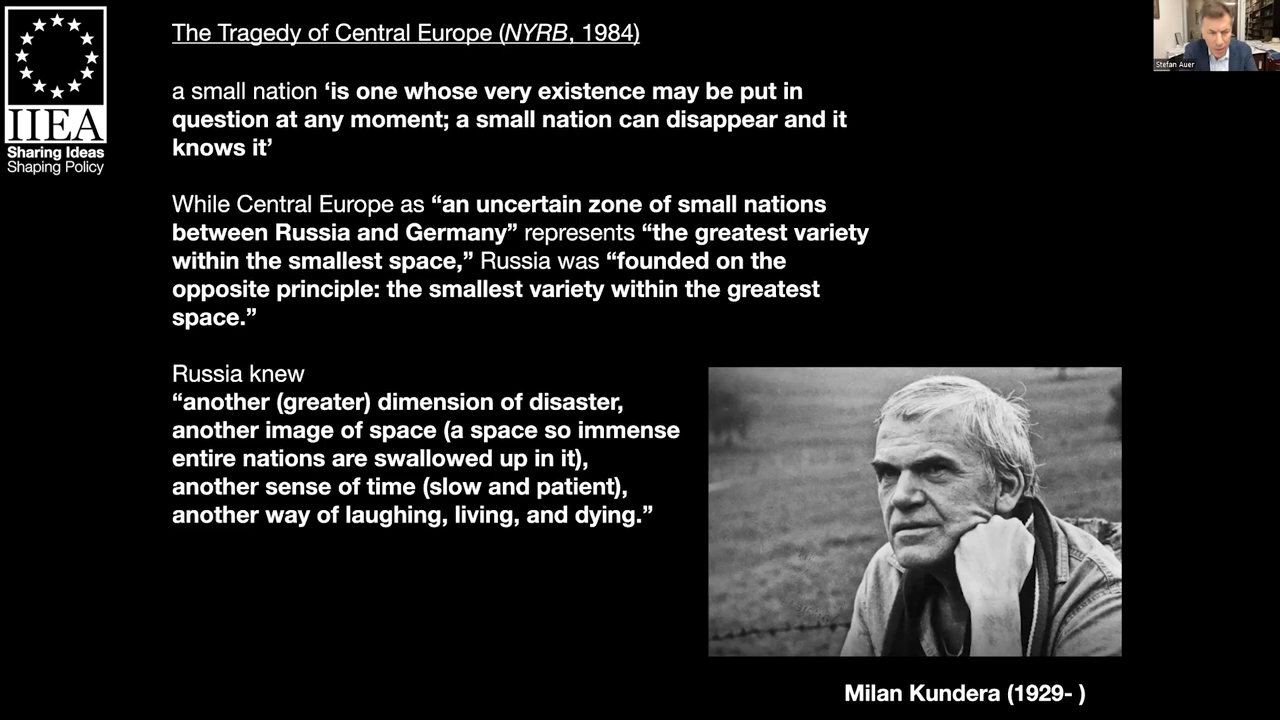 IIEA
Sharing Ideas
Shaping Policy
The Tragedy of Central Europe (NYRB, 1984)
a small nation ‘is one whose very existence may be put in
question at any moment; a small nation can disappear and it
knows it’
While Central Europe as “an uncertain zone of small nations
between Russia and Germany” represents “the greatest variety
within the smallest space,” Russia was “founded on the
opposite principle: the smallest variety within the greatest
space.”
Russia knew
“another (greater) dimension of disaster,
another image of space (a space so immense
entire nations are swallowed up in it),
another sense of time (slow and patient),
another way of laughing, living, and dying.”
Milan Kundera (1929- )
Stefan Auer